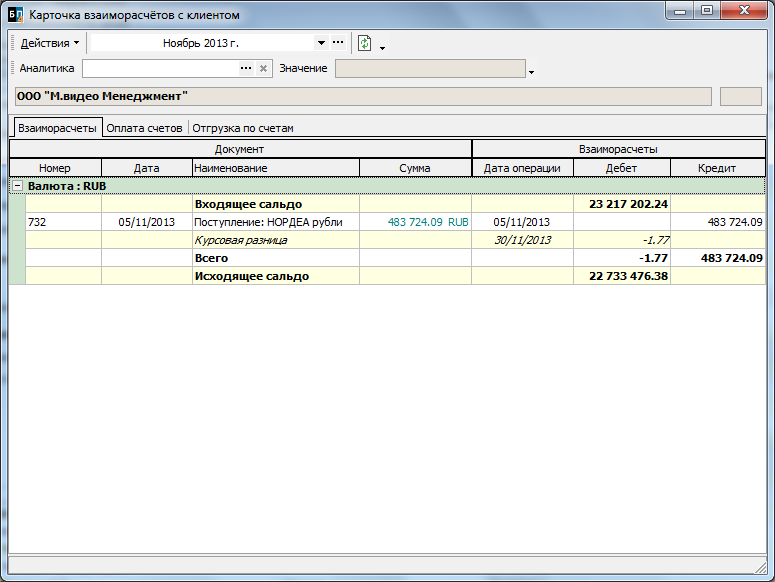 БП Карточка взаиморасчётов с клиентом
Действия Ноябрь 2013 г. ...
Аналитика ... Значение
ООО "М.видео Менеджмент"
Взаиморасчеты Оплата счетов Отгрузка по счетам
Документ Взаиморасчеты
Номер Дата Наименование Сумма Дата операции Дебет Кредит
Валюта : RUB
Входящее сальдо 23 217 202.24
732 05/11/2013 Поступление: НОРДЕА рубли 483 724.09 RUB 05/11/2013 483 724.09
Курсовая разница 30/11/2013 -1.77
Всего -1.77 483 724.09
Исходящее сальдо 22 733 476.38